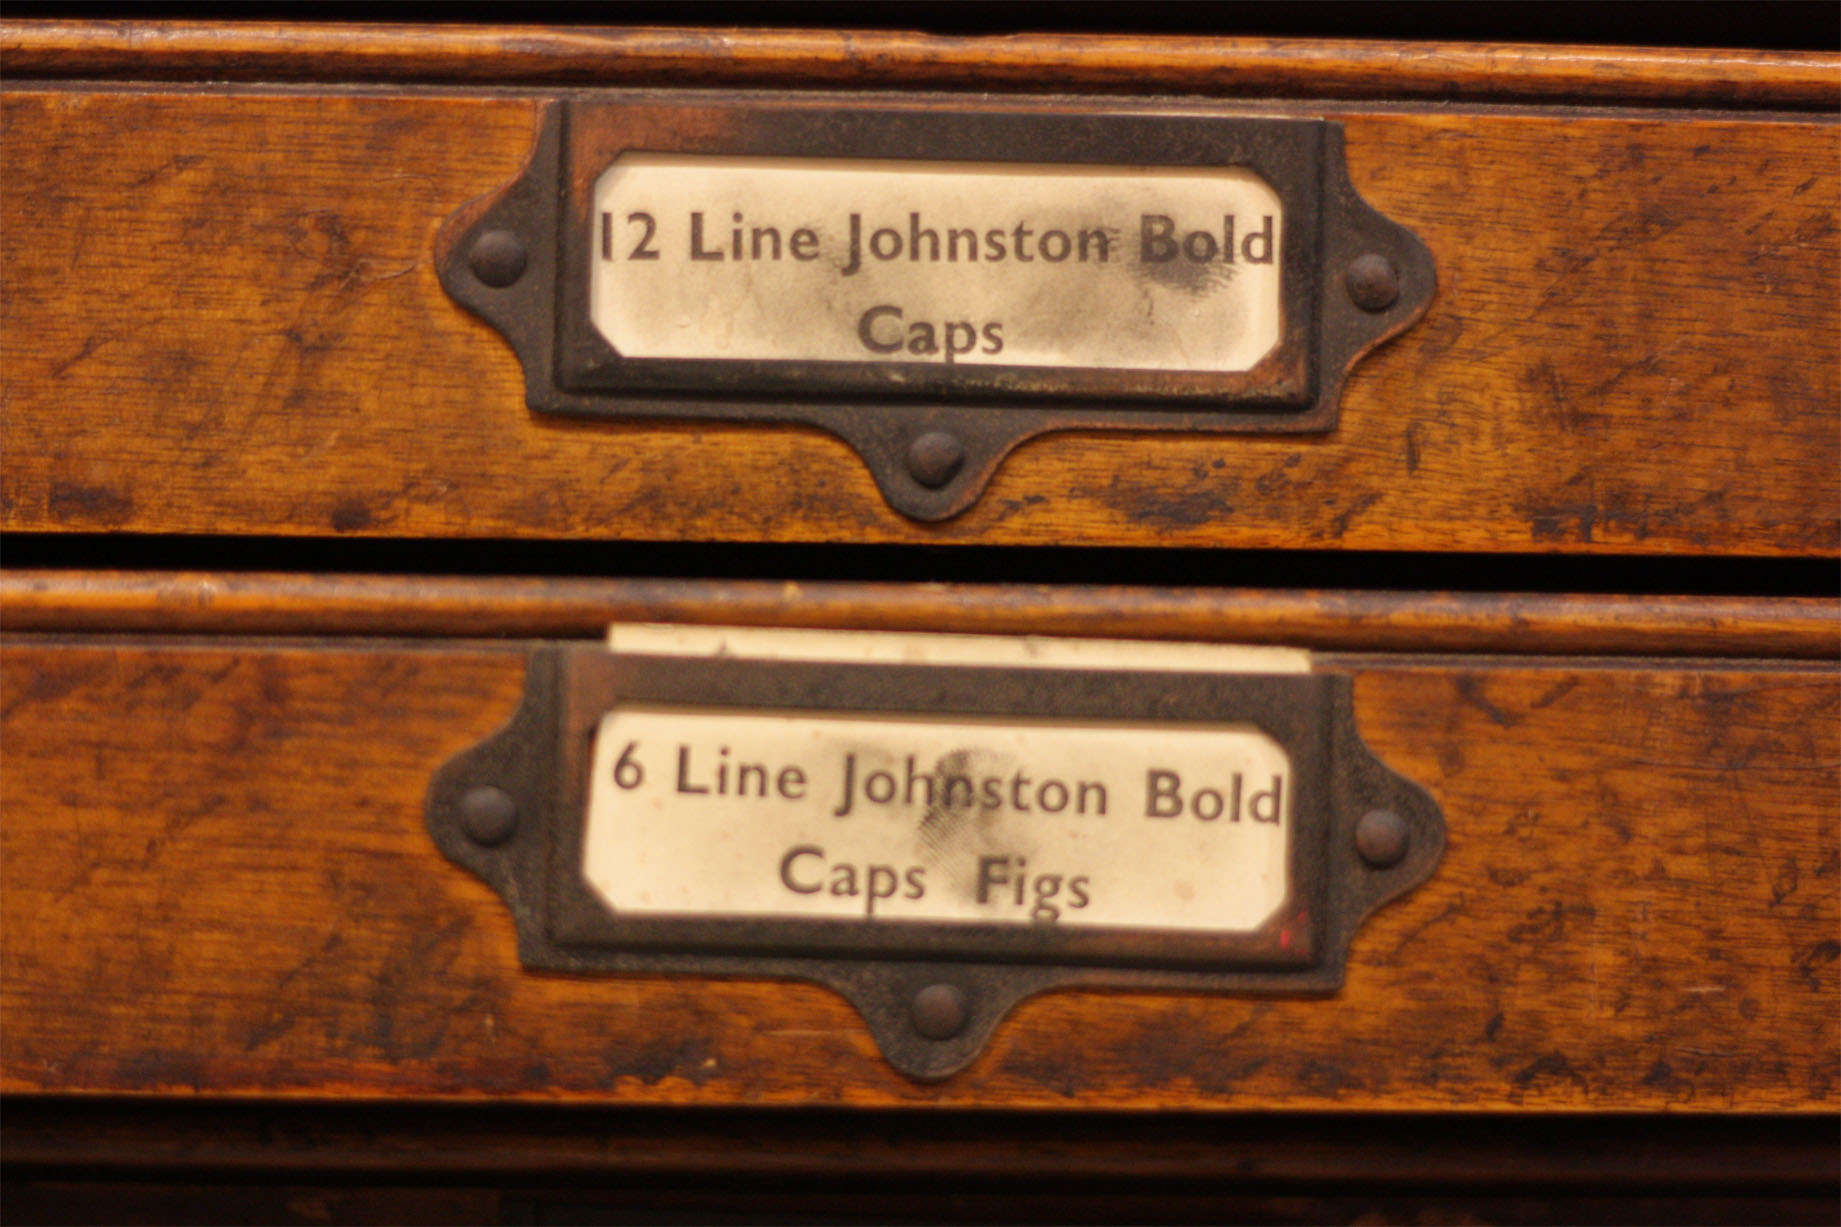 12 Line Johnston Bold
Caps
6 Line Johnston Bold
Caps Figs